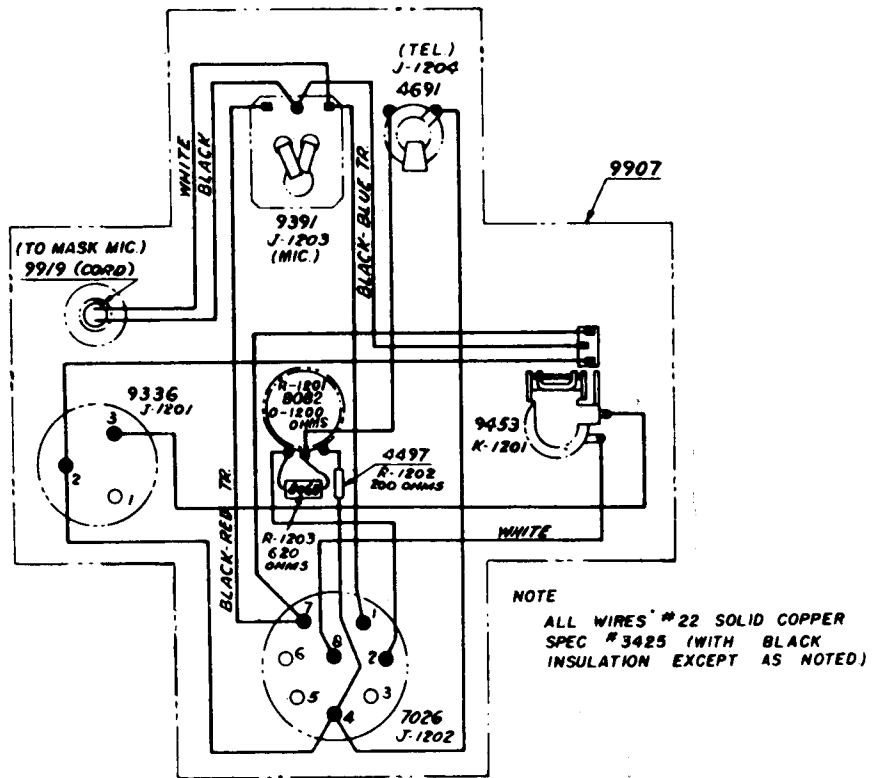 (TEL.)
J-1204
4691
WHITE
BLACK
9391
J-1203
(MIC.)
BLACK-BLUE TR.
9907
(TO MASK MIC.)
9919 (CORD)
9336
J-1201
3
2
1
R-1201
8082
0-1200
OHMS
4497
R-1202
200 OHMS
9453
K-1201
R-1203
620
OHMS
BLACK-RED TR.
WHITE
7
1
6
8
2
5
3
4
7026
J-1202
NOTE
ALL WIRES #22 SOLID COPPER
SPEC #3425 (WITH BLACK
INSULATION EXCEPT AS NOTED.)